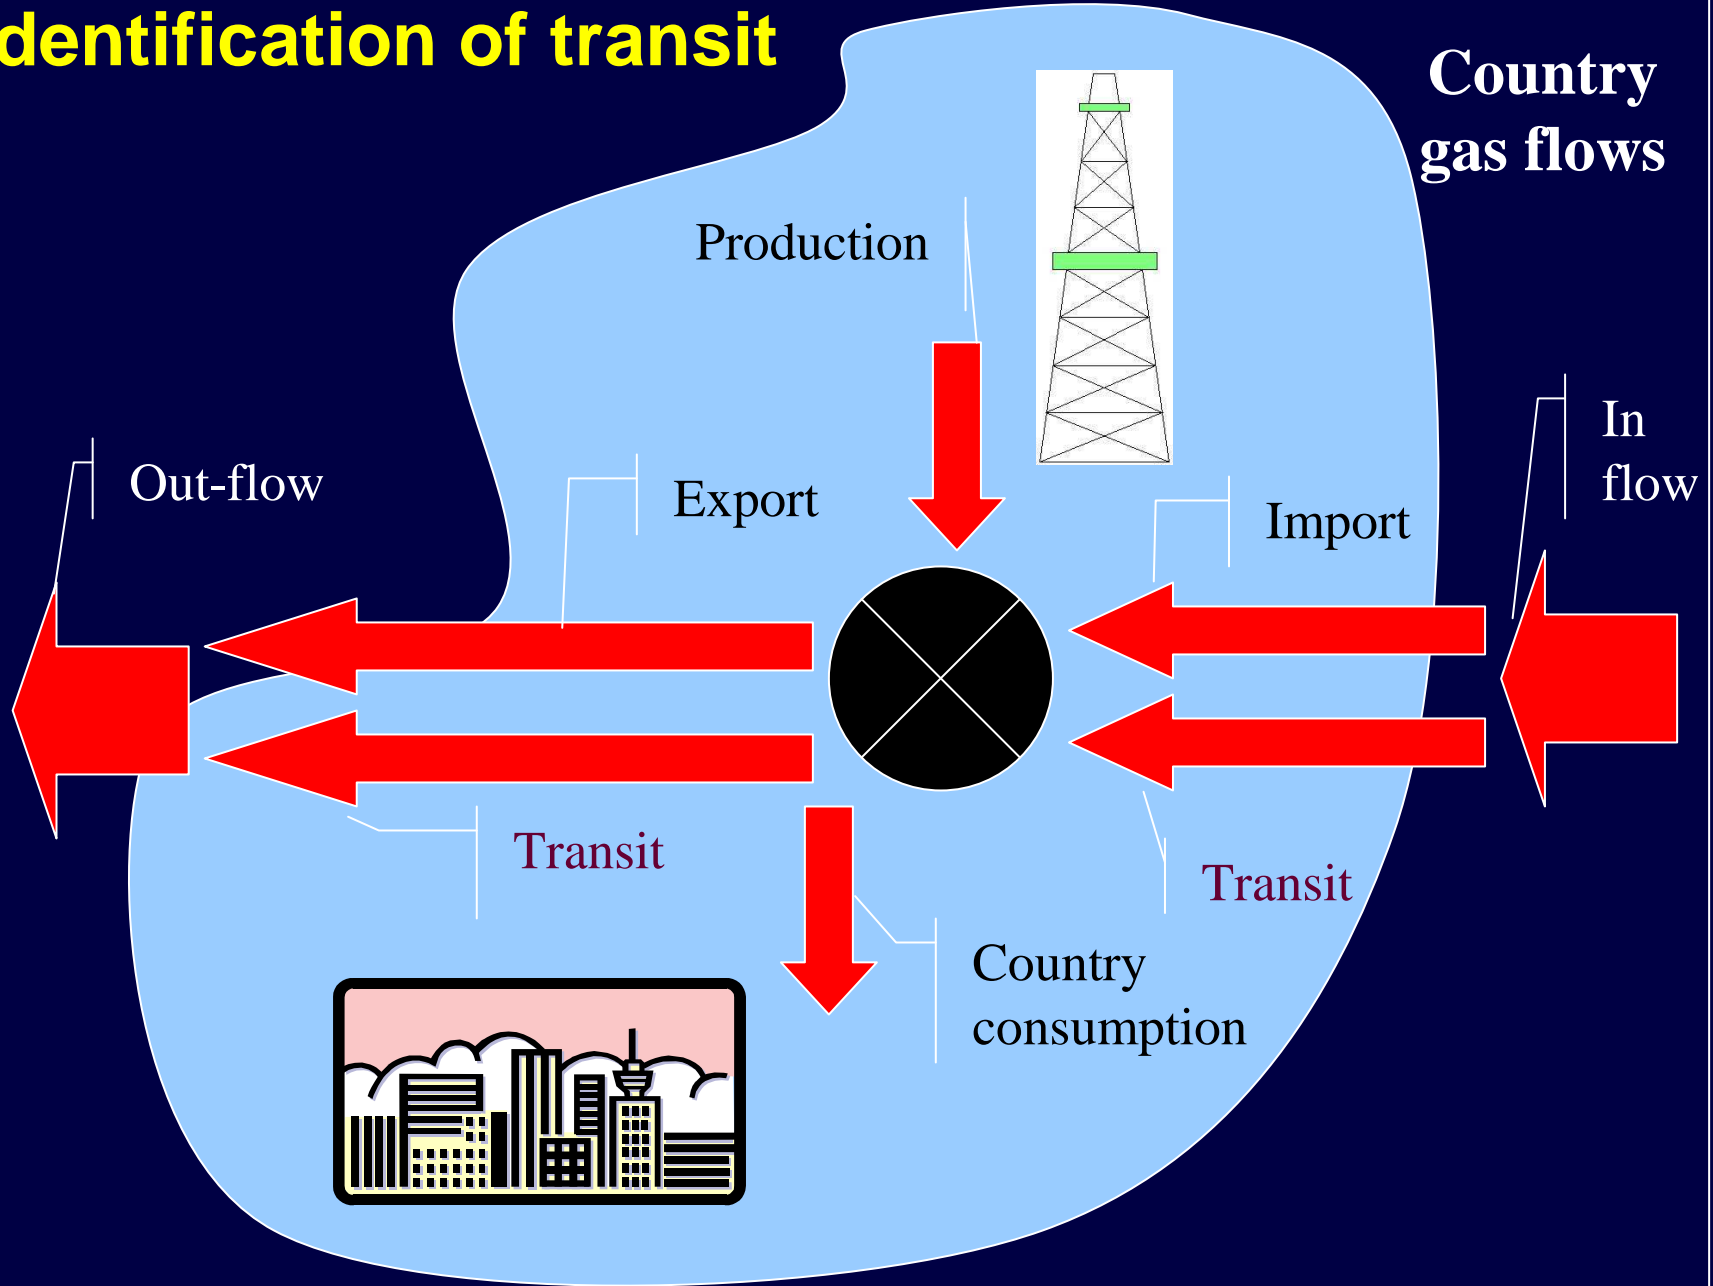 dentification of transit
Country
gas flows
Production
In
flow
Out-flow
Export
Import
Transit
Transit
Country
consumption